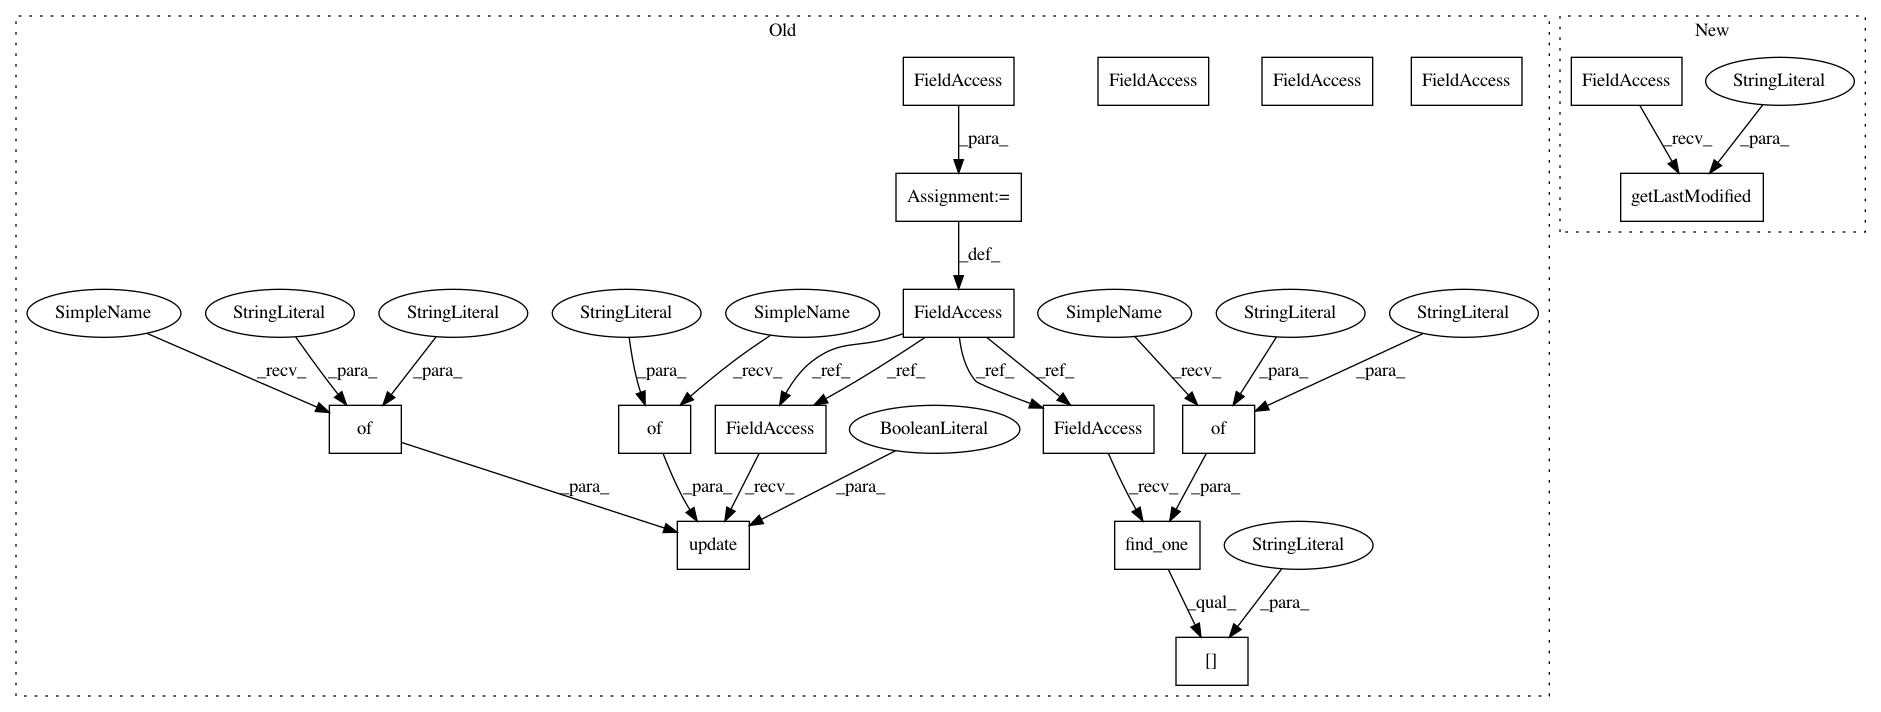 Old
New
FieldAccess
FieldAccess
FieldAccess
FieldAccess
FieldAccess
StringLiteral
_para_
_recv_
_para_
Assignment:=
getLastModified
_def_
SimpleName
StringLiteral
StringLiteral
StringLiteral
SimpleName
FieldAccess
SimpleName
StringLiteral
StringLiteral
_recv_
_para_
_para_
_para_
_recv_
_ref_
_ref_
_ref_
_ref_
_recv_
_para_
_para_
of
of
FieldAccess
BooleanLiteral
FieldAccess
of
_para_
_para_
_recv_
_para_
_recv_
_para_
update
find_one
StringLiteral
_qual_
_para_
[]